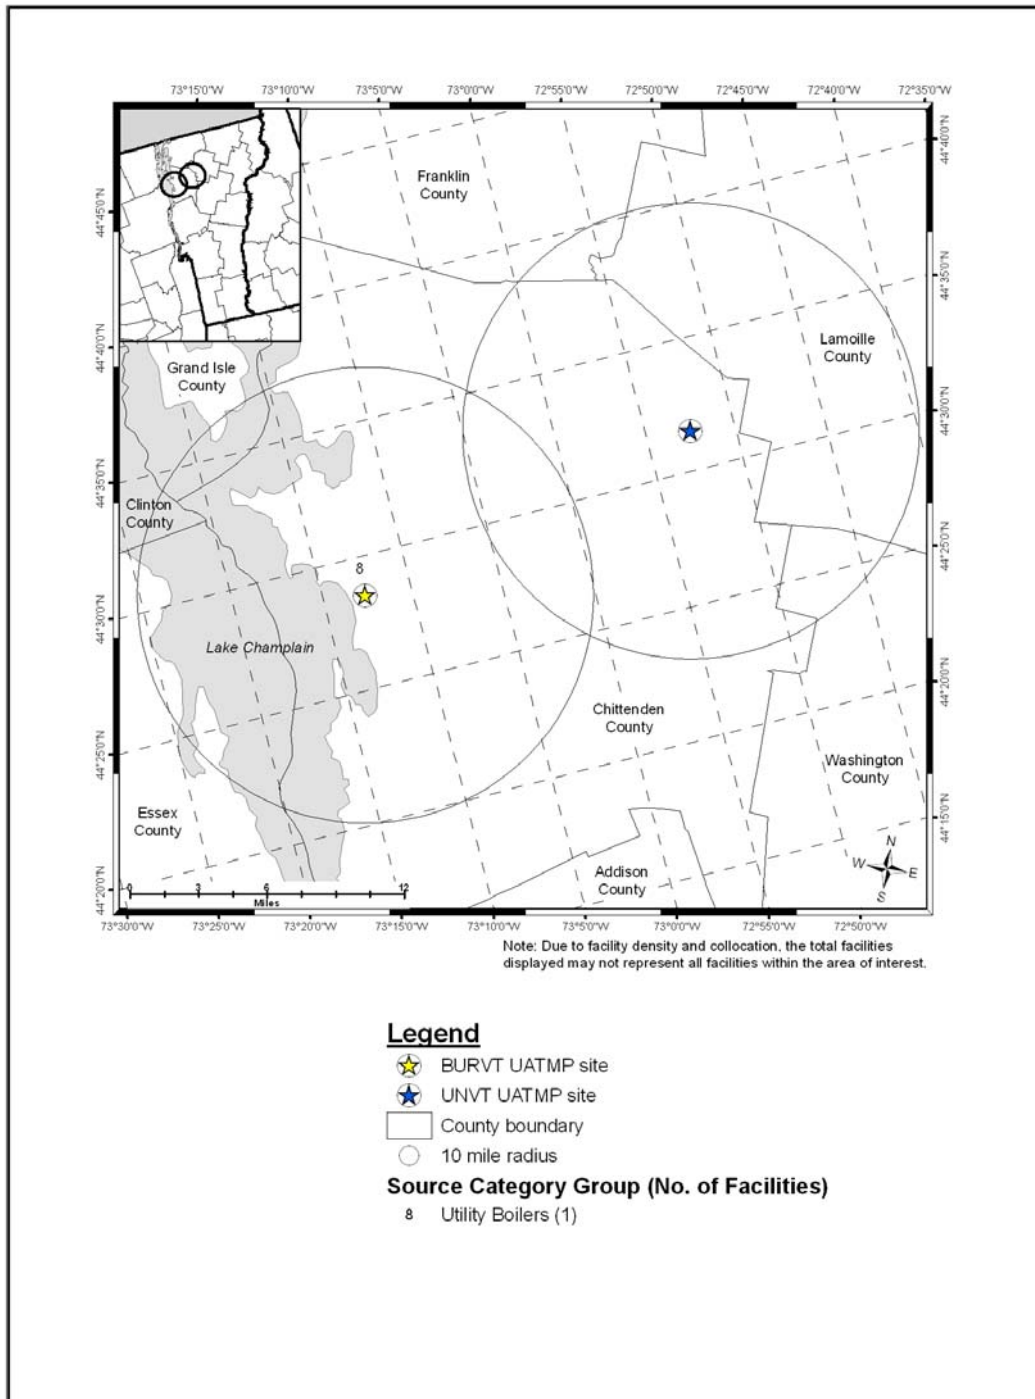 73°15'0"W 73°10'0"W 73°5'0"W 73°0'0"W 72°55'0"W 72°50'0"W 72°45'0"W 72°40'0"W 72°35'0"W
44°40'0"N
Franklin
County
44°45'0"N
44°35'0"N
Lamoille
County
44°40'0"N
Grand Isle
County
44°30'0"N
44°35'0"N
Clinton
County
44°25'0"N
8
44°30'0"N
Lake Champlain
44°20'0"N
Chittenden
County
44°25'0"N
Washington
County
Essex
County
44°15'0"N
N
W E
S
Addison
County
44°20'0"N
0 3 6 12
Miles
73°30'0"W 73°25'0"W 73°20'0"W 73°15'0"W 73°10'0"W 73°5'0"W 73°0'0"W 72°55'0"W 72°50'0"W
Note: Due to facility density and collocation, the total facilities
displayed may not represent all facilities within the area of interest.
Legend
BURVT UATMP site
UNVT UATMP site
County boundary
10 mile radius
Source Category Group (No. of Facilities)
8 Utility Boilers (1)